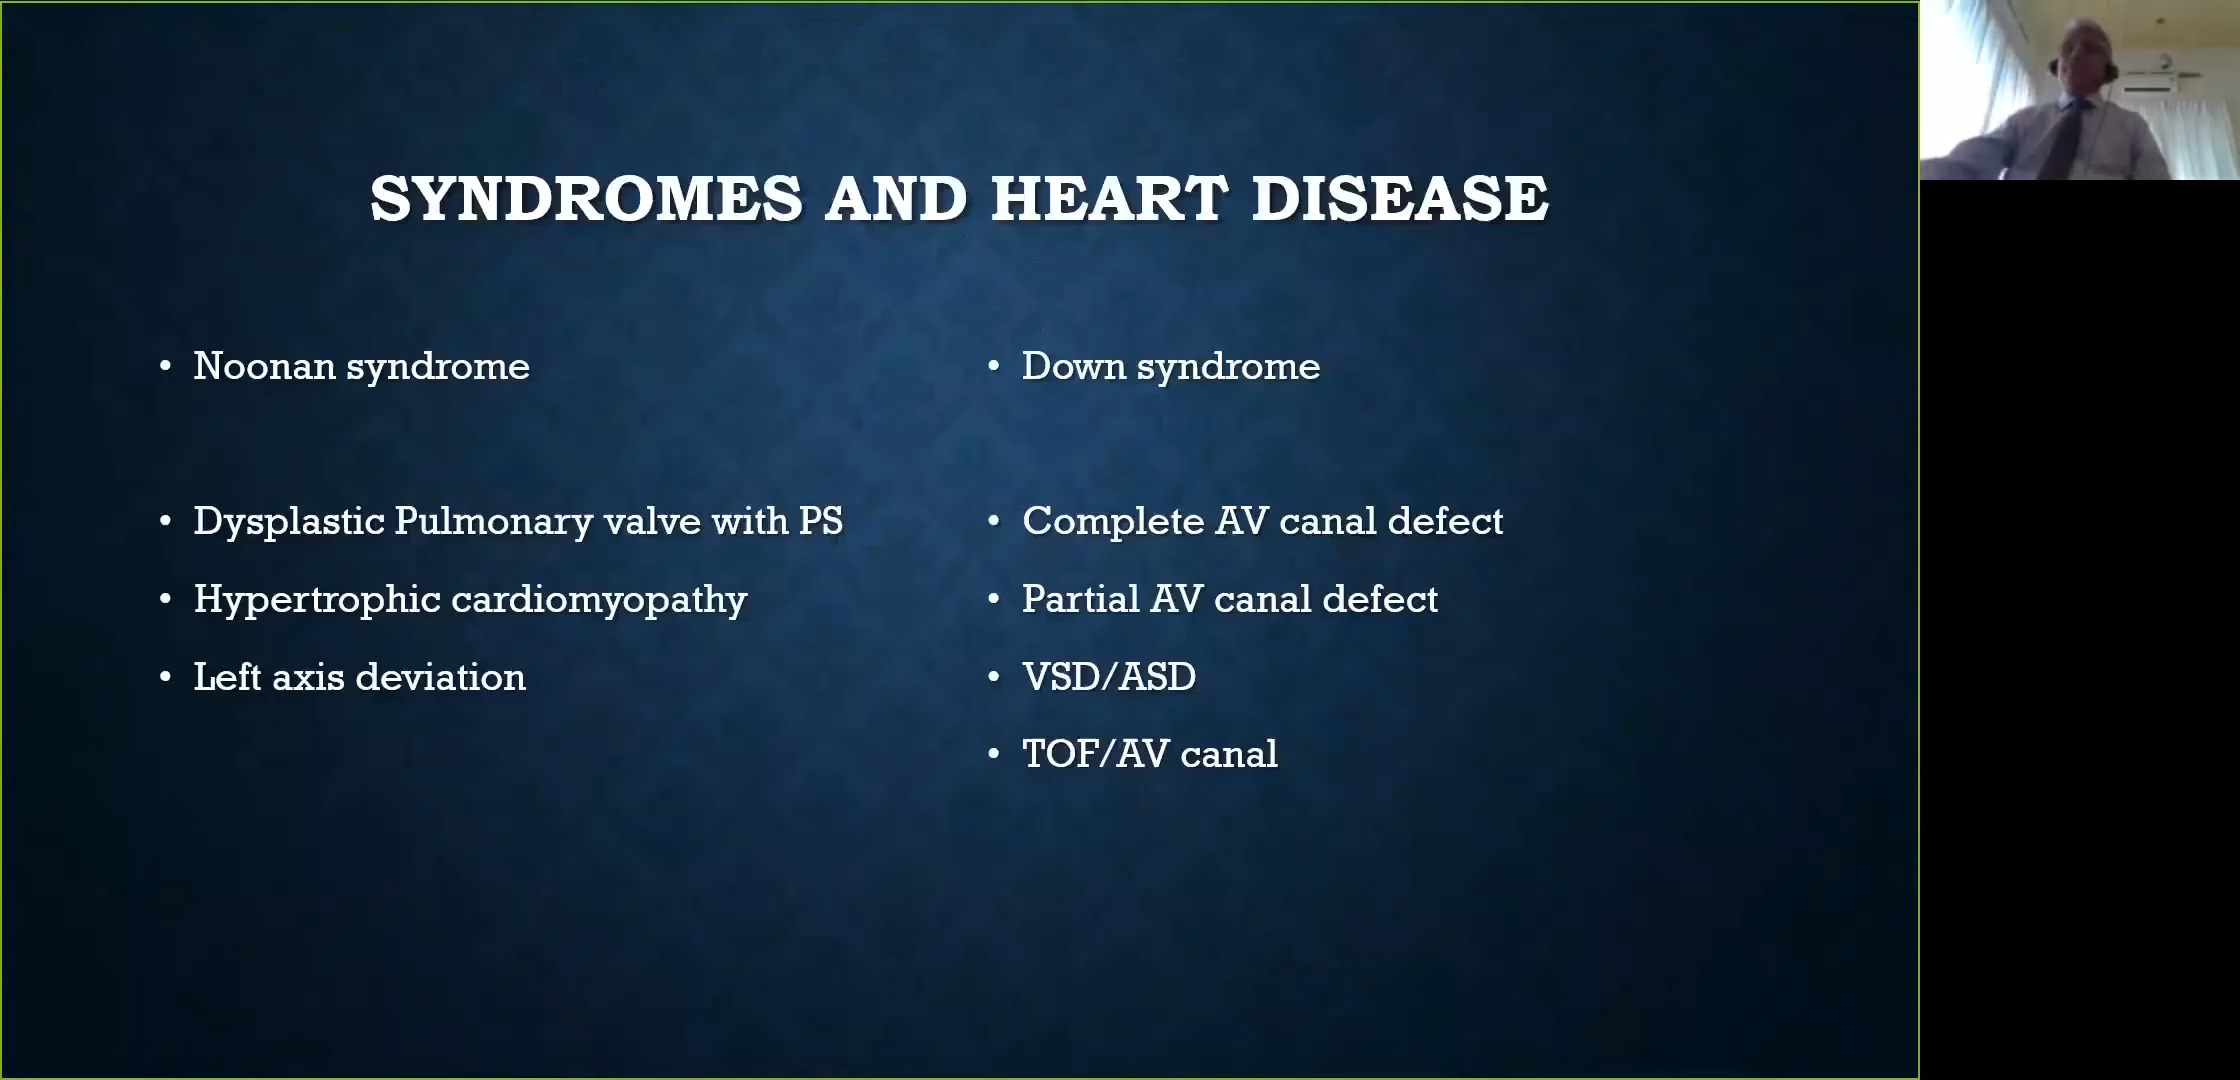 SYNDROMES AND HEART DISEASE
• Noonan syndrome
• Dysplastic Pulmonary valve with PS
• Hypertrophic cardiomyopathy
• Left axis deviation
• Down syndrome
• Complete AV canal defect
• Partial AV canal defect
• VSD/ASD
• TOF/AV canal